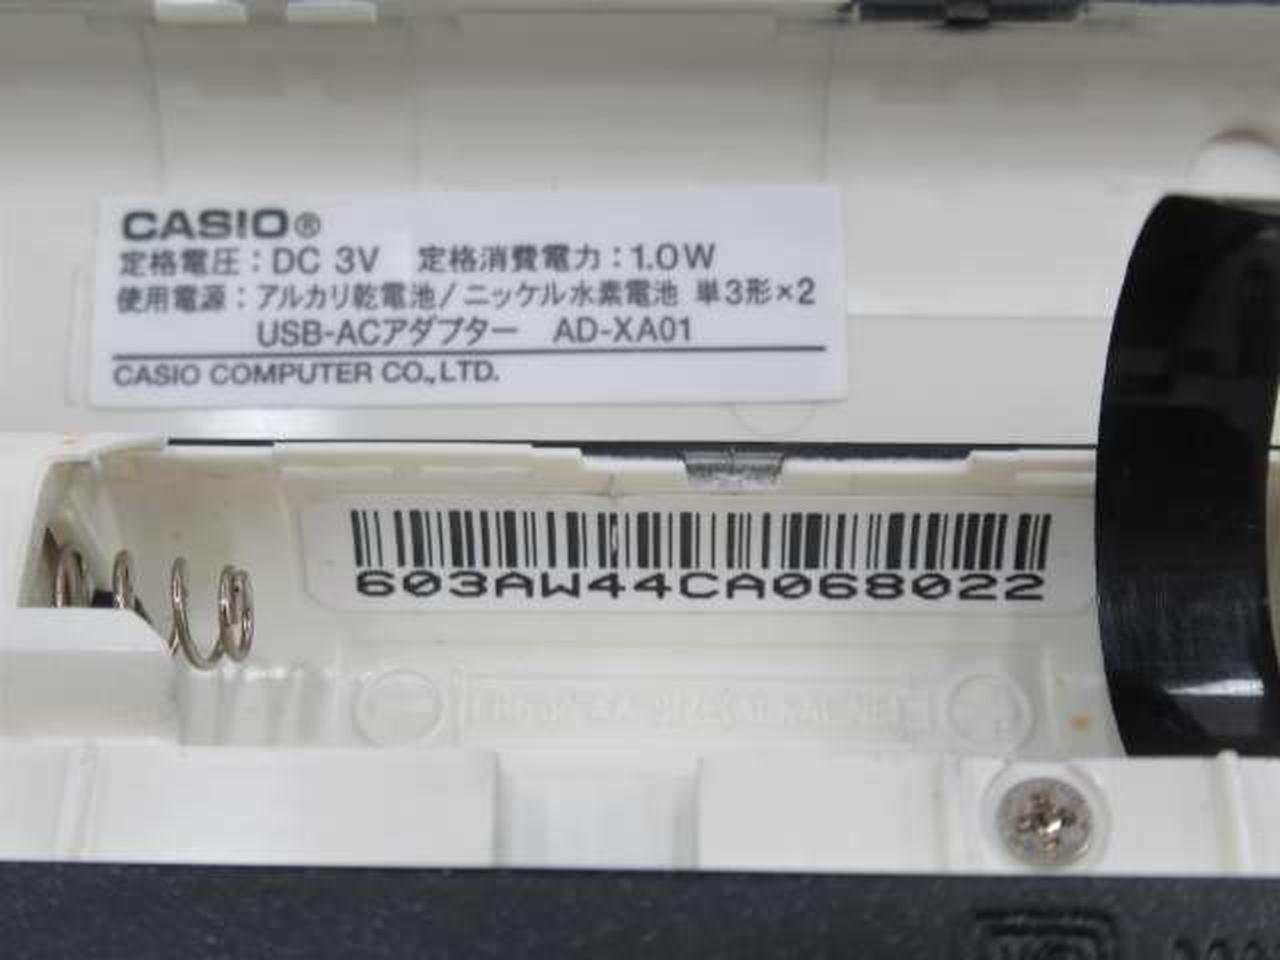 CASIO®
定格電圧：DC 3V 定格消費電力：1.0W
使用電源：アルカリ乾電池/ニッケル水素電池 単3形×2
USB-ACアダプター AD-XA01
CASIO COMPUTER CO.,LTD.
603AW44CA068022